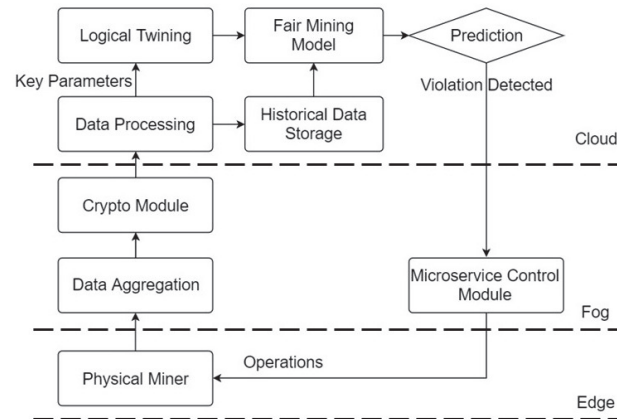 Logical Twining
Fair Mining
Model
Prediction
Key Parameters
Violation Detected
Data Processing
Historical Data
Storage
Cloud
Crypto Module
Data Aggregation
Microservice Control
Module
Fog
Physical Miner
Operations
Edge